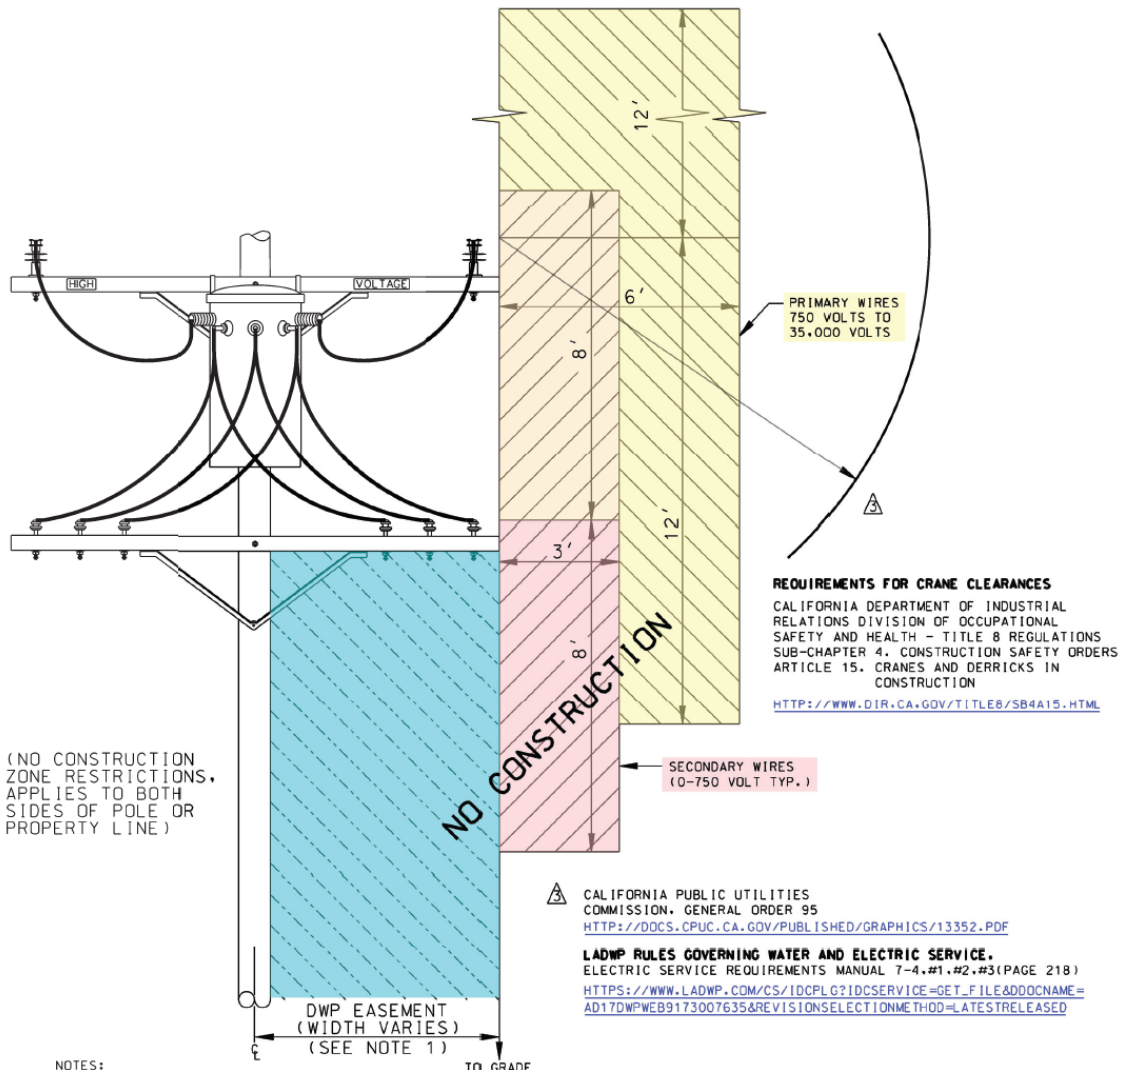 12'
HIGH
VOLTAGE
6'
PRIMARY WIRES
750 VOLTS TO
35,000 VOLTS
8'
3
12'
3'
REQUIREMENTS FOR CRANE CLEARANCES
CALIFORNIA DEPARTMENT OF INDUSTRIAL
RELATIONS DIVISION OF OCCUPATIONAL
SAFETY AND HEALTH - TITLE 8 REGULATIONS
SUB-CHAPTER 4. CONSTRUCTION SAFETY ORDERS
ARTICLE 15. CRANES AND DERRICKS IN
CONSTRUCTION
HTTP://WWW.DIR.CA.GOV/TITLE8/SB4A15.HTML
8'
NO CONSTRUCTION
(NO CONSTRUCTION
ZONE RESTRICTIONS,
APPLIES TO BOTH
SIDES OF POLE OR
PROPERTY LINE)
SECONDARY WIRES
(0-750 VOLT TYP.)
3
CALIFORNIA PUBLIC UTILITIES
COMMISSION. GENERAL ORDER 95
HTTP://DOCS.CPUC.CA.GOV/PUBLISHED/GRAPHICS/13352.PDF
LADWP RULES GOVERNING WATER AND ELECTRIC SERVICE.
ELECTRIC SERVICE REQUIREMENTS MANUAL 7-4.#1.#2.#3(PAGE 218)
HTTPS://WWW.LADWP.COM/CS/IDCPLG?IDCSERVICE=GET_FILE&DDOCNAME=
AD17DWPWEB9173007635&REVISIONSELECTIONMETHOD=LATESTRELEASED
DWP EASEMENT
(WIDTH VARIES)
(SEE NOTE 1)
℄
NOTES:
TO GRADE